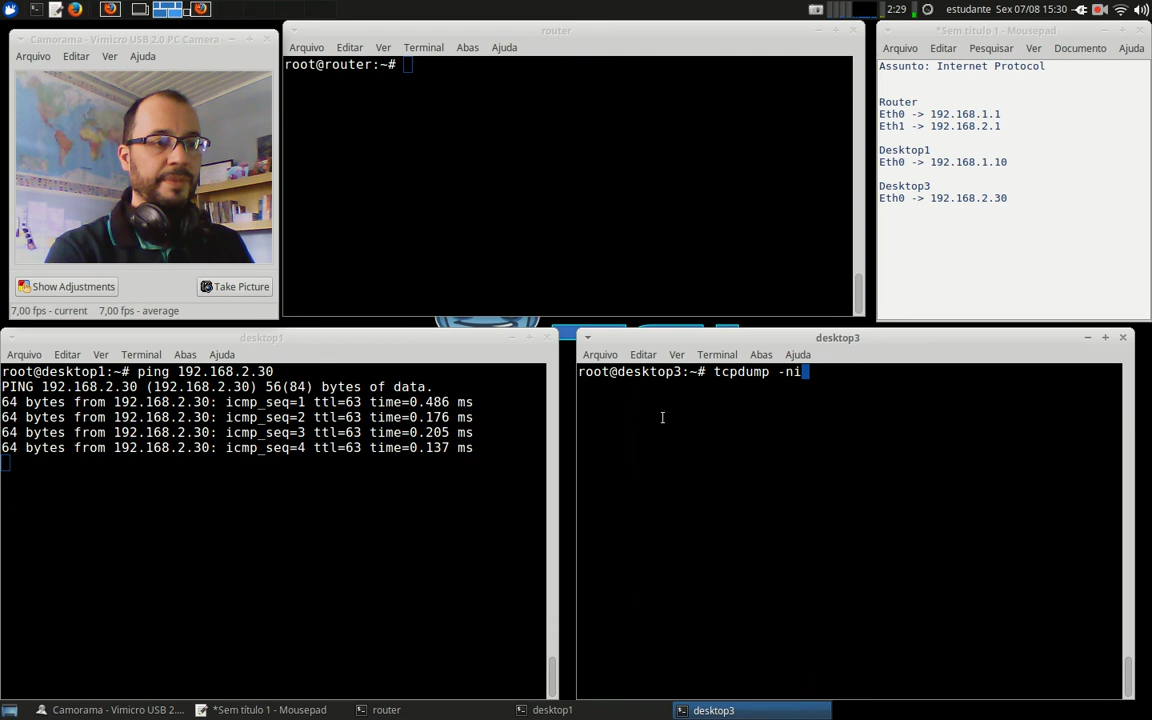 2:29 estudante Sex 07/08 15:30
Camorama - Vimicro USB 2.0 PC Camera
Arquivo Editar Ver Ajuda
Show Adjustments Take Picture
7,00 fps - current 7,00 fps - average
router
Arquivo Editar Ver Terminal Abas Ajuda
root@router:~#
*Sem título 1 - Mousepad
Arquivo Editar Pesquisar Ver Documento Ajuda
Assunto: Internet Protocol
Router
Eth0 -> 192.168.1.1
Eth1 -> 192.168.2.1
Desktop1
Eth0 -> 192.168.1.10
Desktop3
Eth0 -> 192.168.2.30
desktop1
Arquivo Editar Ver Terminal Abas Ajuda
root@desktop1:~# ping 192.168.2.30
PING 192.168.2.30 (192.168.2.30) 56(84) bytes of data.
64 bytes from 192.168.2.30: icmp_seq=1 ttl=63 time=0.486 ms
64 bytes from 192.168.2.30: icmp_seq=2 ttl=63 time=0.176 ms
64 bytes from 192.168.2.30: icmp_seq=3 ttl=63 time=0.205 ms
64 bytes from 192.168.2.30: icmp_seq=4 ttl=63 time=0.137 ms
desktop3
Arquivo Editar Ver Terminal Abas Ajuda
root@desktop3:~# tcpdump -ni
Camorama - Vimicro USB 2.... *Sem título 1 - Mousepad router desktop1 desktop3